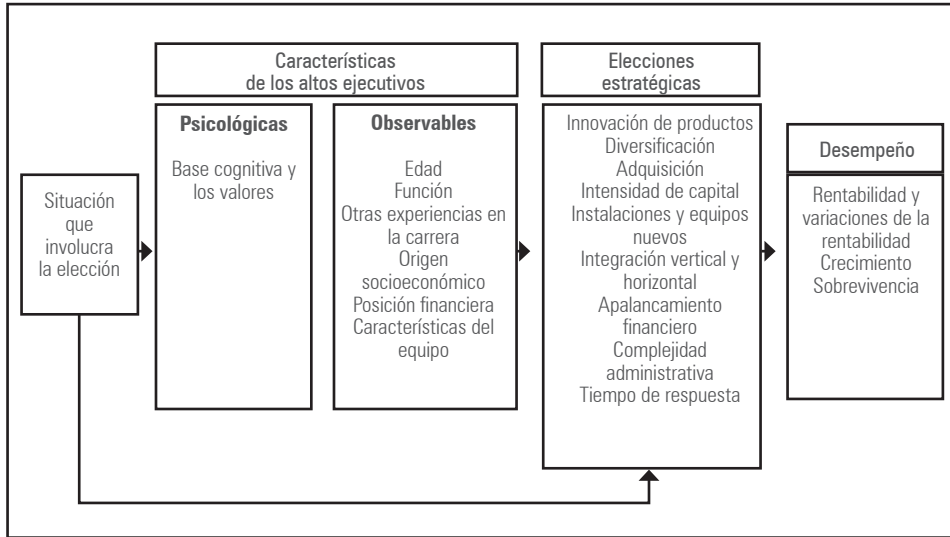 Características
de los altos ejecutivos
Elecciones
estratégicas
Situación
que
involucra
la elección
Psicológicas
Base cognitiva y
los valores
Observables
Edad
Función
Otras experiencias en
la carrera
Origen
socioeconómico
Posición financiera
Características del
equipo
Innovación de productos
Diversificación
Adquisición
Intensidad de capital
Instalaciones y equipos
nuevos
Integración vertical y
horizontal
Apalancamiento
financiero
Complejidad
administrativa
Tiempo de respuesta
Desempeño
Rentabilidad y
variaciones de la
rentabilidad
Crecimiento
Sobrevivencia